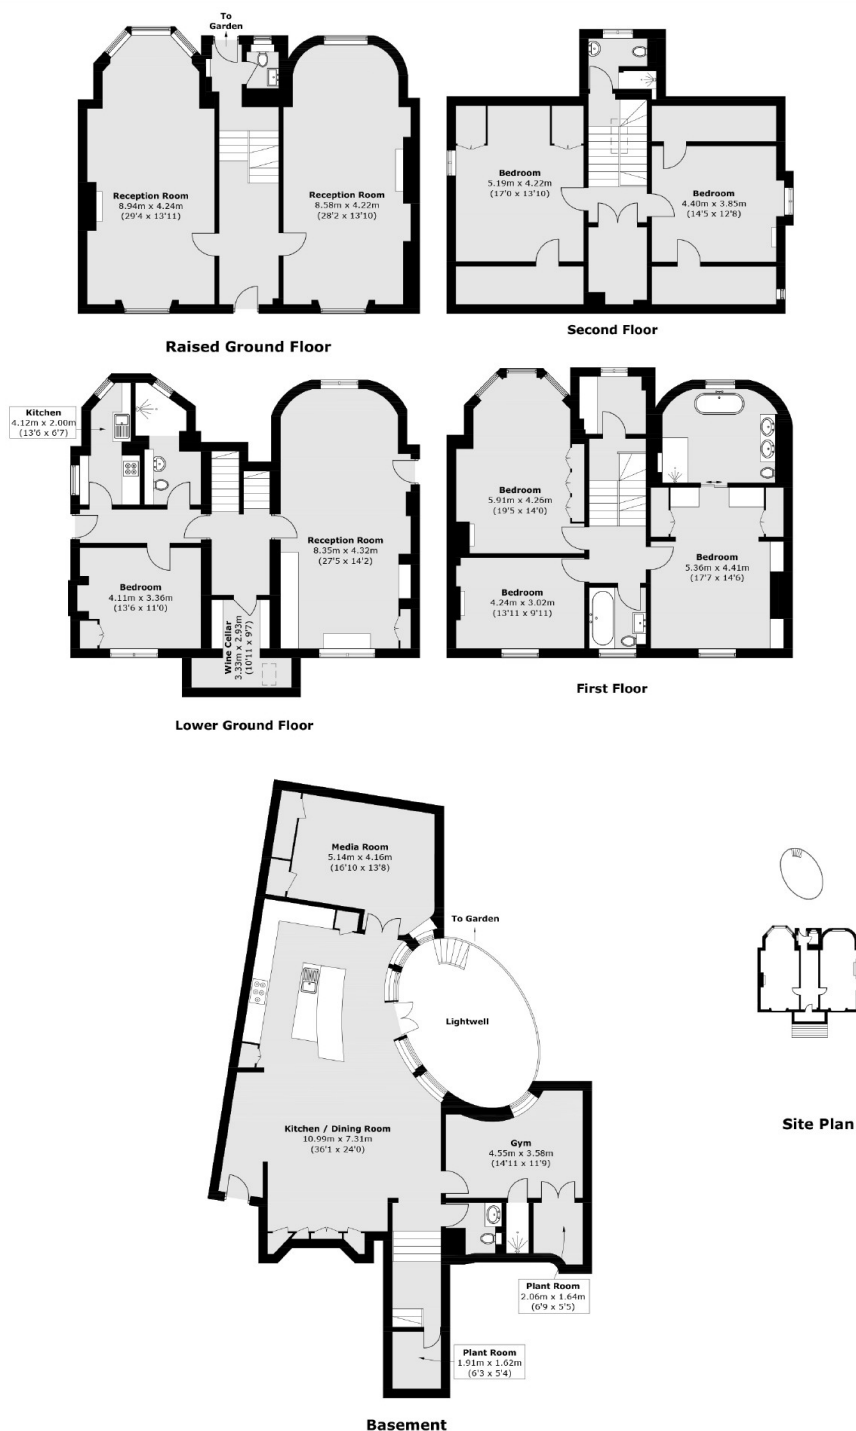 To
Garden
Reception Room
8.94m x 4.24m
(29'4 x 13'11)
Reception Room
8.58m x 4.22m
(28'2 x 13'10)
Raised Ground Floor
Bedroom
5.19m x 4.22m
(17'0 x 13'10)
Bedroom
4.40m x 3.85m
(14'5 x 12'8)
Second Floor
Kitchen
4.12m x 2.00m
(13'6 x 6'7)
Reception Room
8.35m x 4.32m
(27'5 x 14'2)
Bedroom
4.11m x 3.36m
(13'6 x 11'0)
Wine Cellar
3.33m x 2.93m
(10'11 x 9'7)
Lower Ground Floor
Bedroom
5.91m x 4.26m
(19'5 x 14'0)
Bedroom
5.36m x 4.41m
(17'7 x 14'6)
Bedroom
4.24m x 3.02m
(13'11 x 9'11)
First Floor
Media Room
5.14m x 4.16m
(16'10 x 13'8)
To Garden
Lightwell
Kitchen / Dining Room
10.99m x 7.31m
(36'1 x 24'0)
Gym
4.55m x 3.58m
(14'11 x 11'9)
Plant Room
2.06m x 1.64m
(6'9 x 5'5)
Plant Room
1.91m x 1.62m
(6'3 x 5'4)
Basement
Site Plan